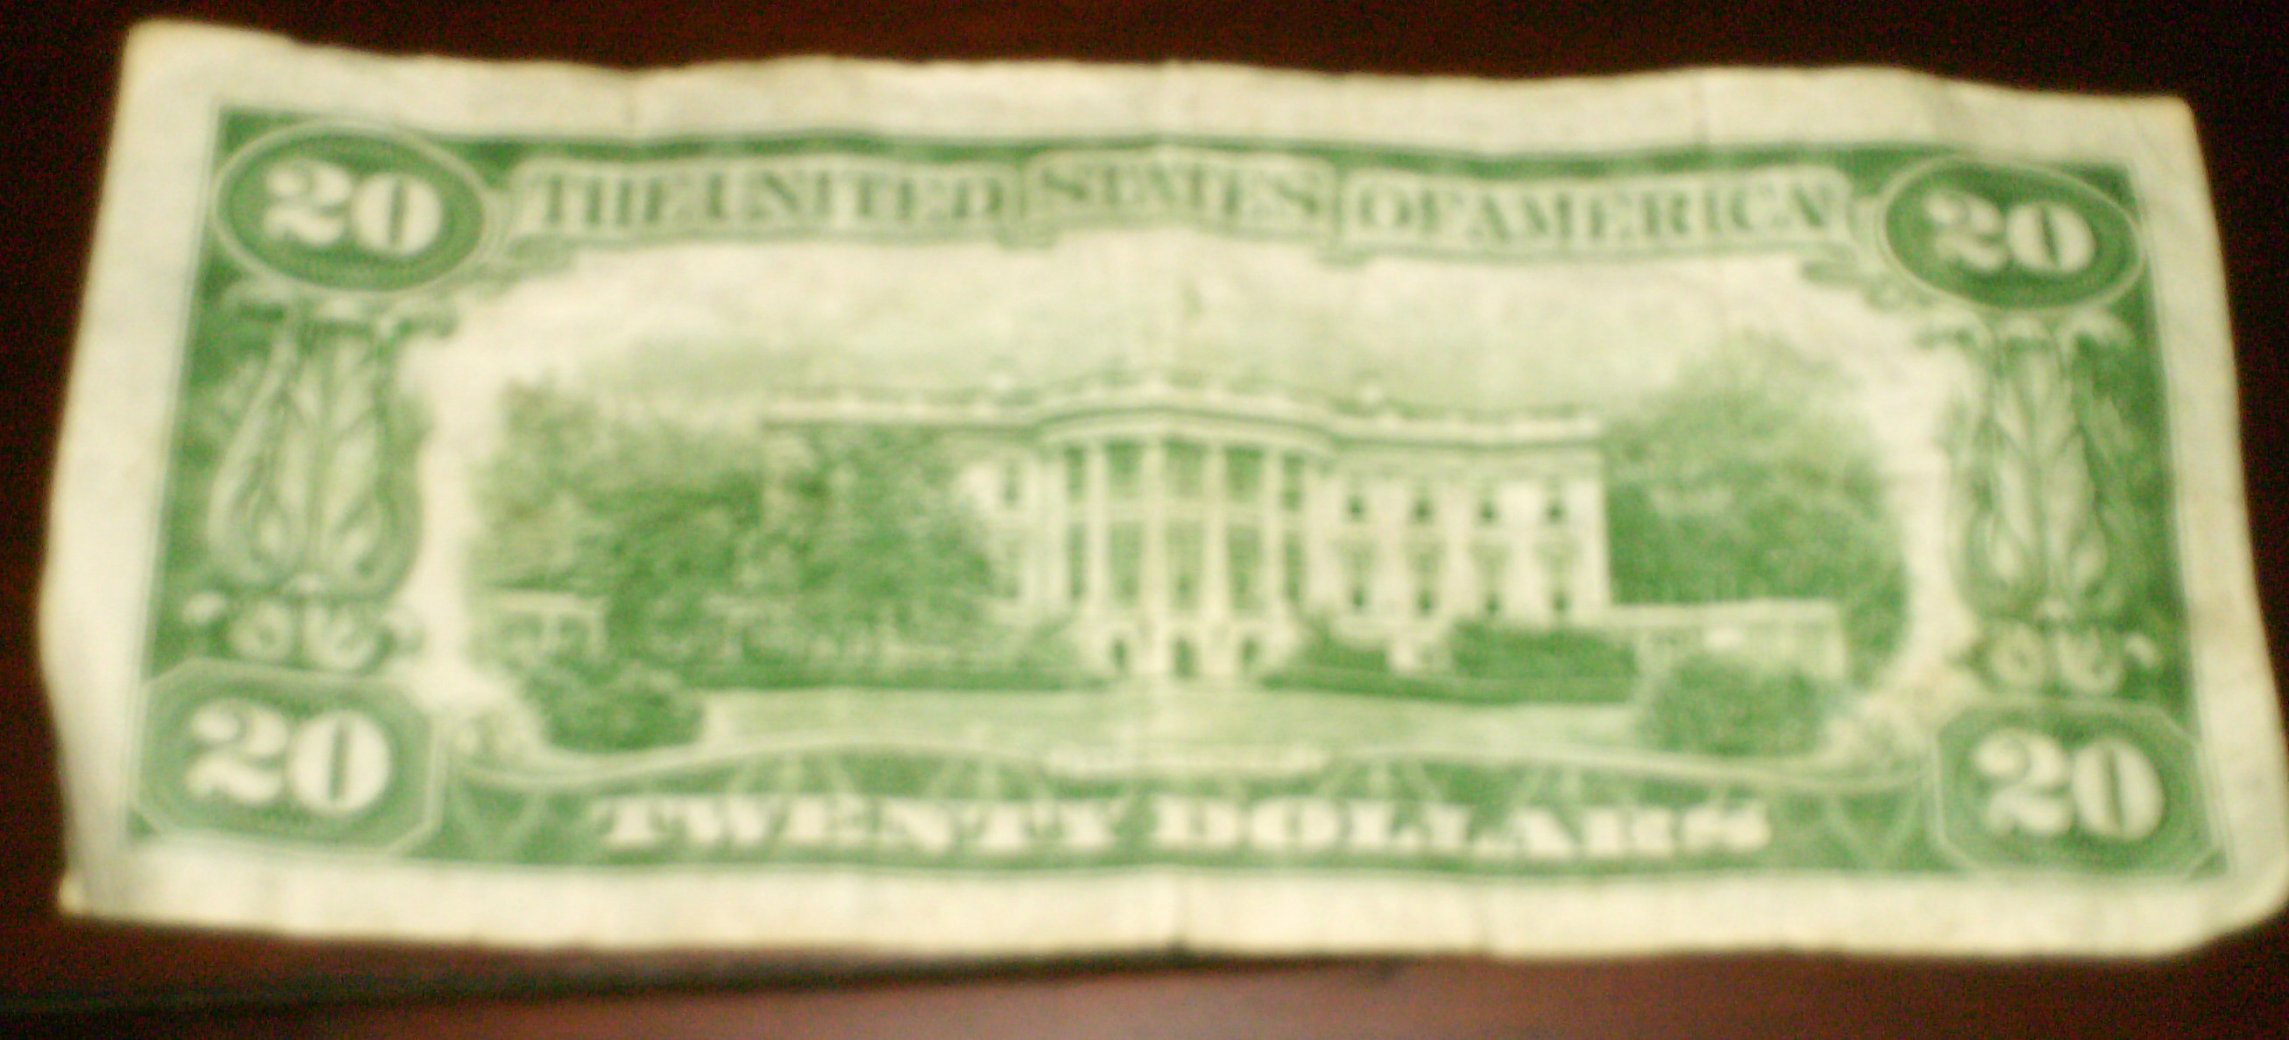 20 THE UNITED STATES OF AMERICA 20
20 TWENTY DOLLARS 20